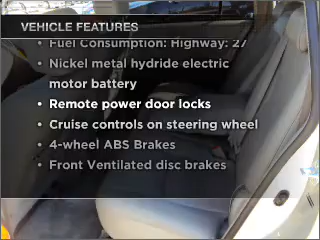 VEHICLE FEATURES
• Fuel Consumption: Highway: 27
• Nickel metal hydride electric
motor battery
• Remote power door locks
• Cruise controls on steering wheel
• 4-wheel ABS Brakes
• Front Ventilated disc brakes